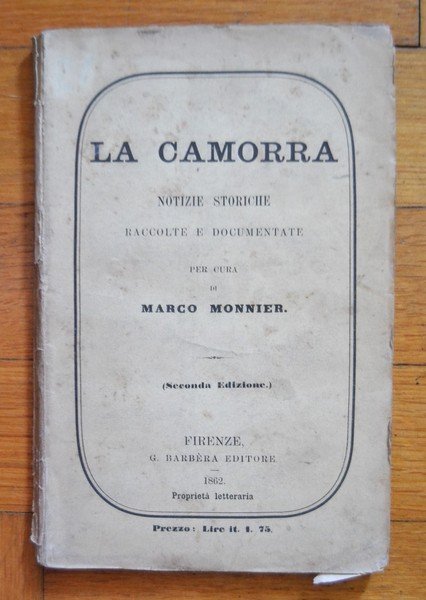 LA CAMORRA
NOTIZIE STORICHE
RACCOLTE E DOCUMENTATE
PER CURA
DI
MARCO MONNIER.
(Seconda Edizione.)
FIRENZE,
G. BARBÈRA EDITORE.
1862.
Proprietà letteraria
Prezzo: Lire it. 1. 75.